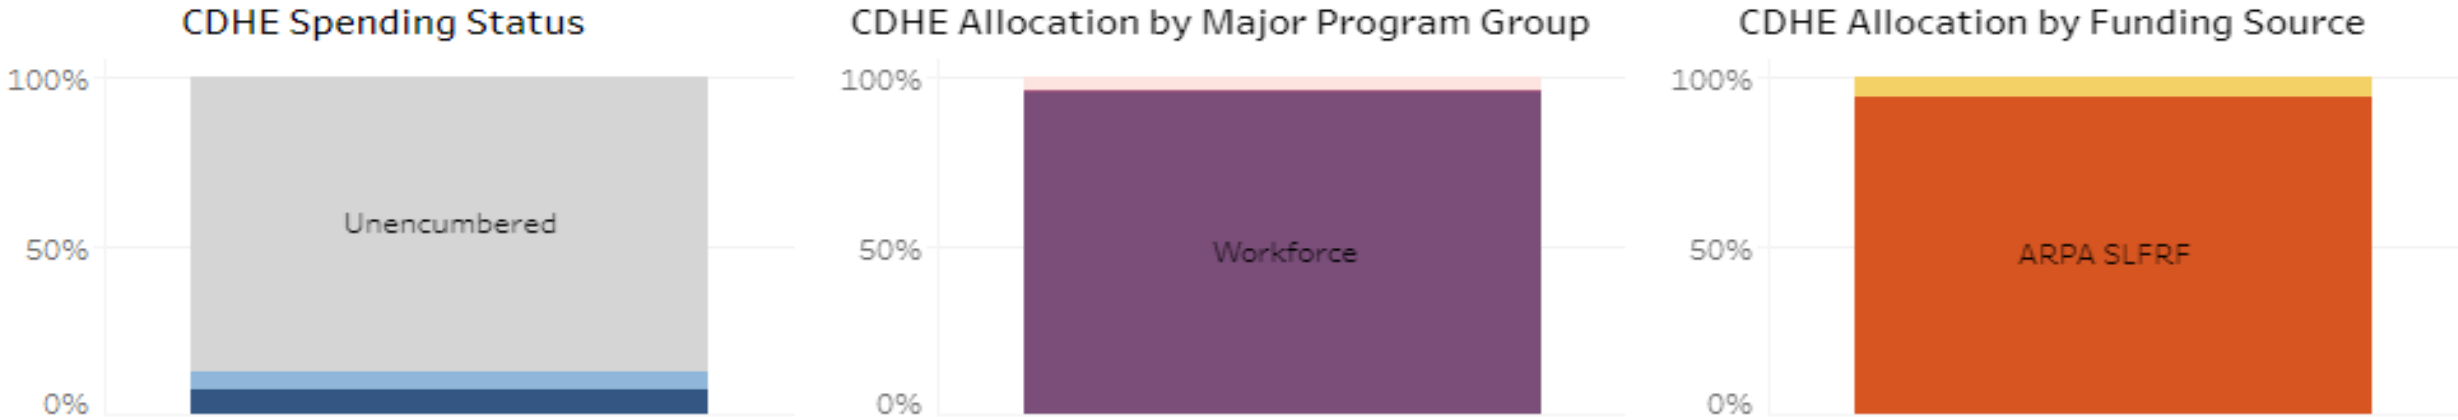 CDHE Spending Status
100%
Unencumbered
50%
0%
CDHE Allocation by Major Program Group
100%
50%
Workforce
0%
CDHE Allocation by Funding Source
100%
50%
ARPA SLFRF
0%